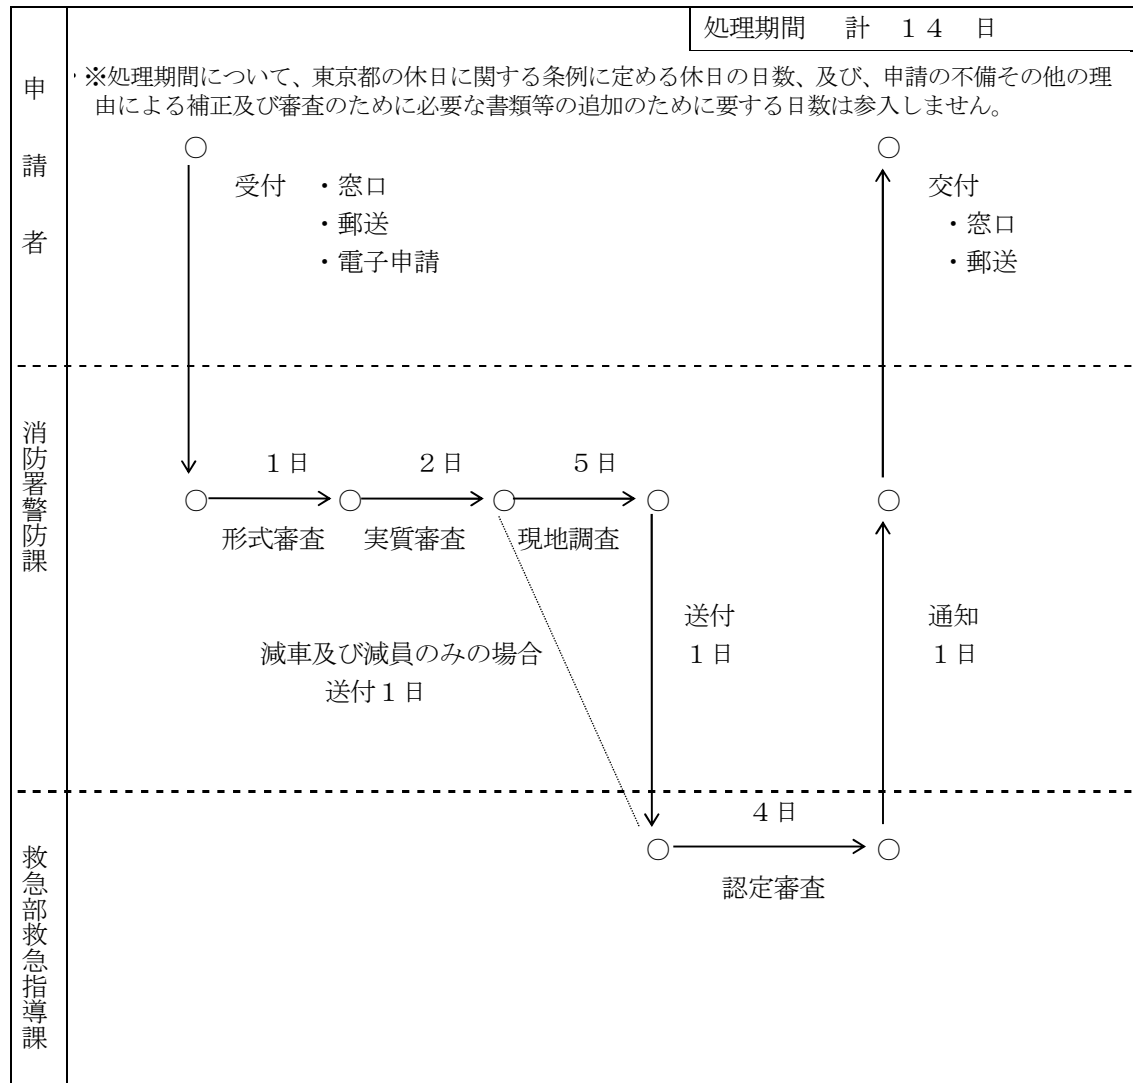 処理期間　計　１４　日
申請者
※処理期間について、東京都の休日に関する条例に定める休日の日数、及び、申請の不備その他の理
由による補正及び審査のために必要な書類等の追加のために要する日数は参入しません。
受付　・窓口
・郵送
・電子申請
交付
・窓口
・郵送
消防署警防課
１日
２日
５日
形式審査
実質審査
現地調査
送付
１日
通知
１日
減車及び減員のみの場合
送付１日
救急部救急指導課
４日
認定審査